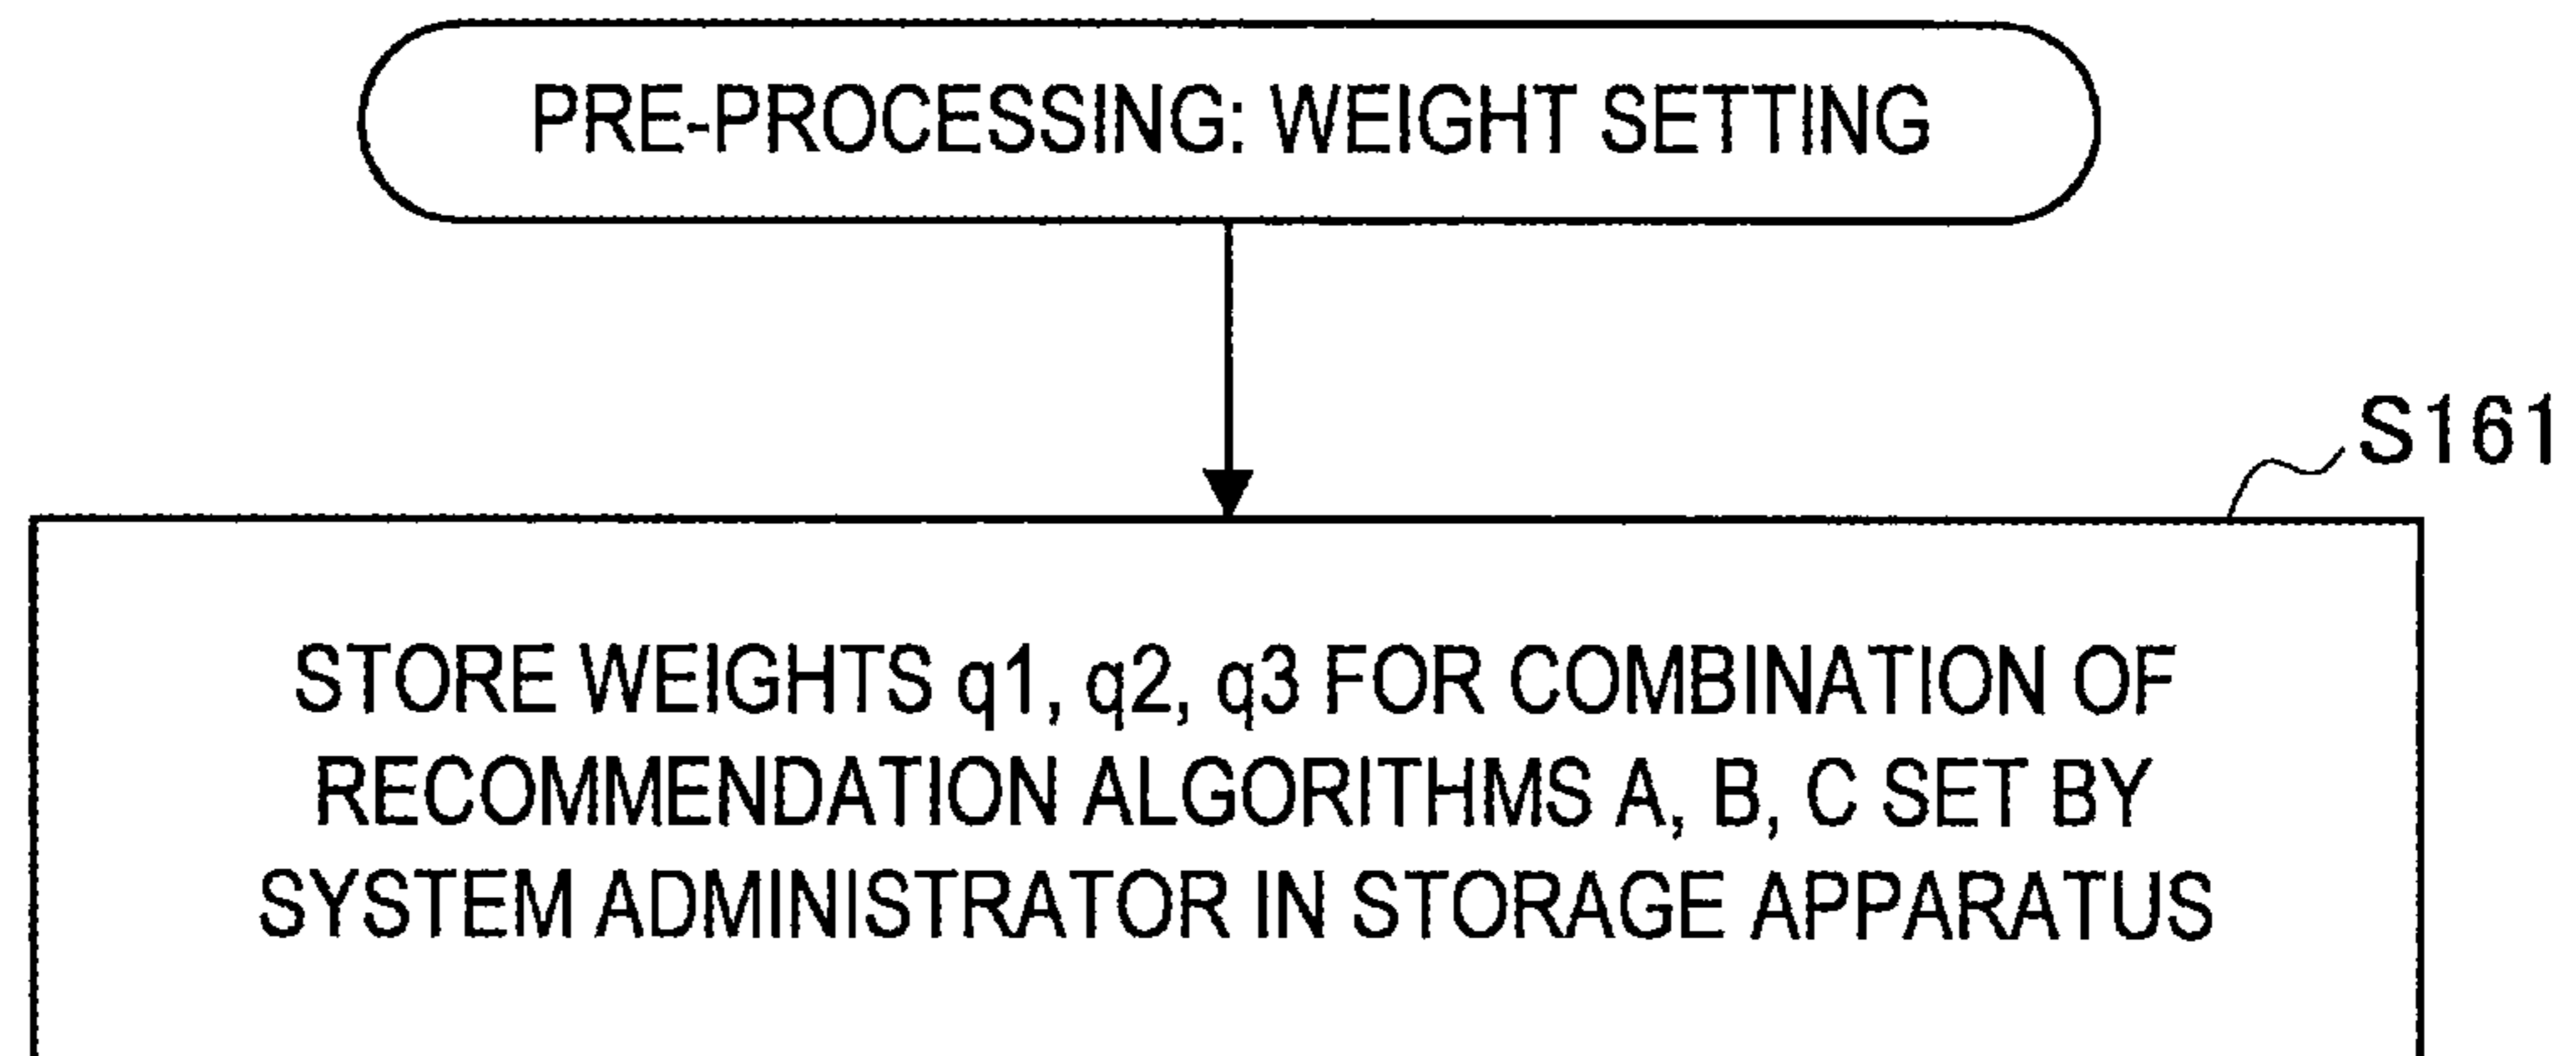 PRE-PROCESSING: WEIGHT SETTING
S161
STORE WEIGHTS q1, q2, q3 FOR COMBINATION OF
RECOMMENDATION ALGORITHMS A, B, C SET BY
SYSTEM ADMINISTRATOR IN STORAGE APPARATUS